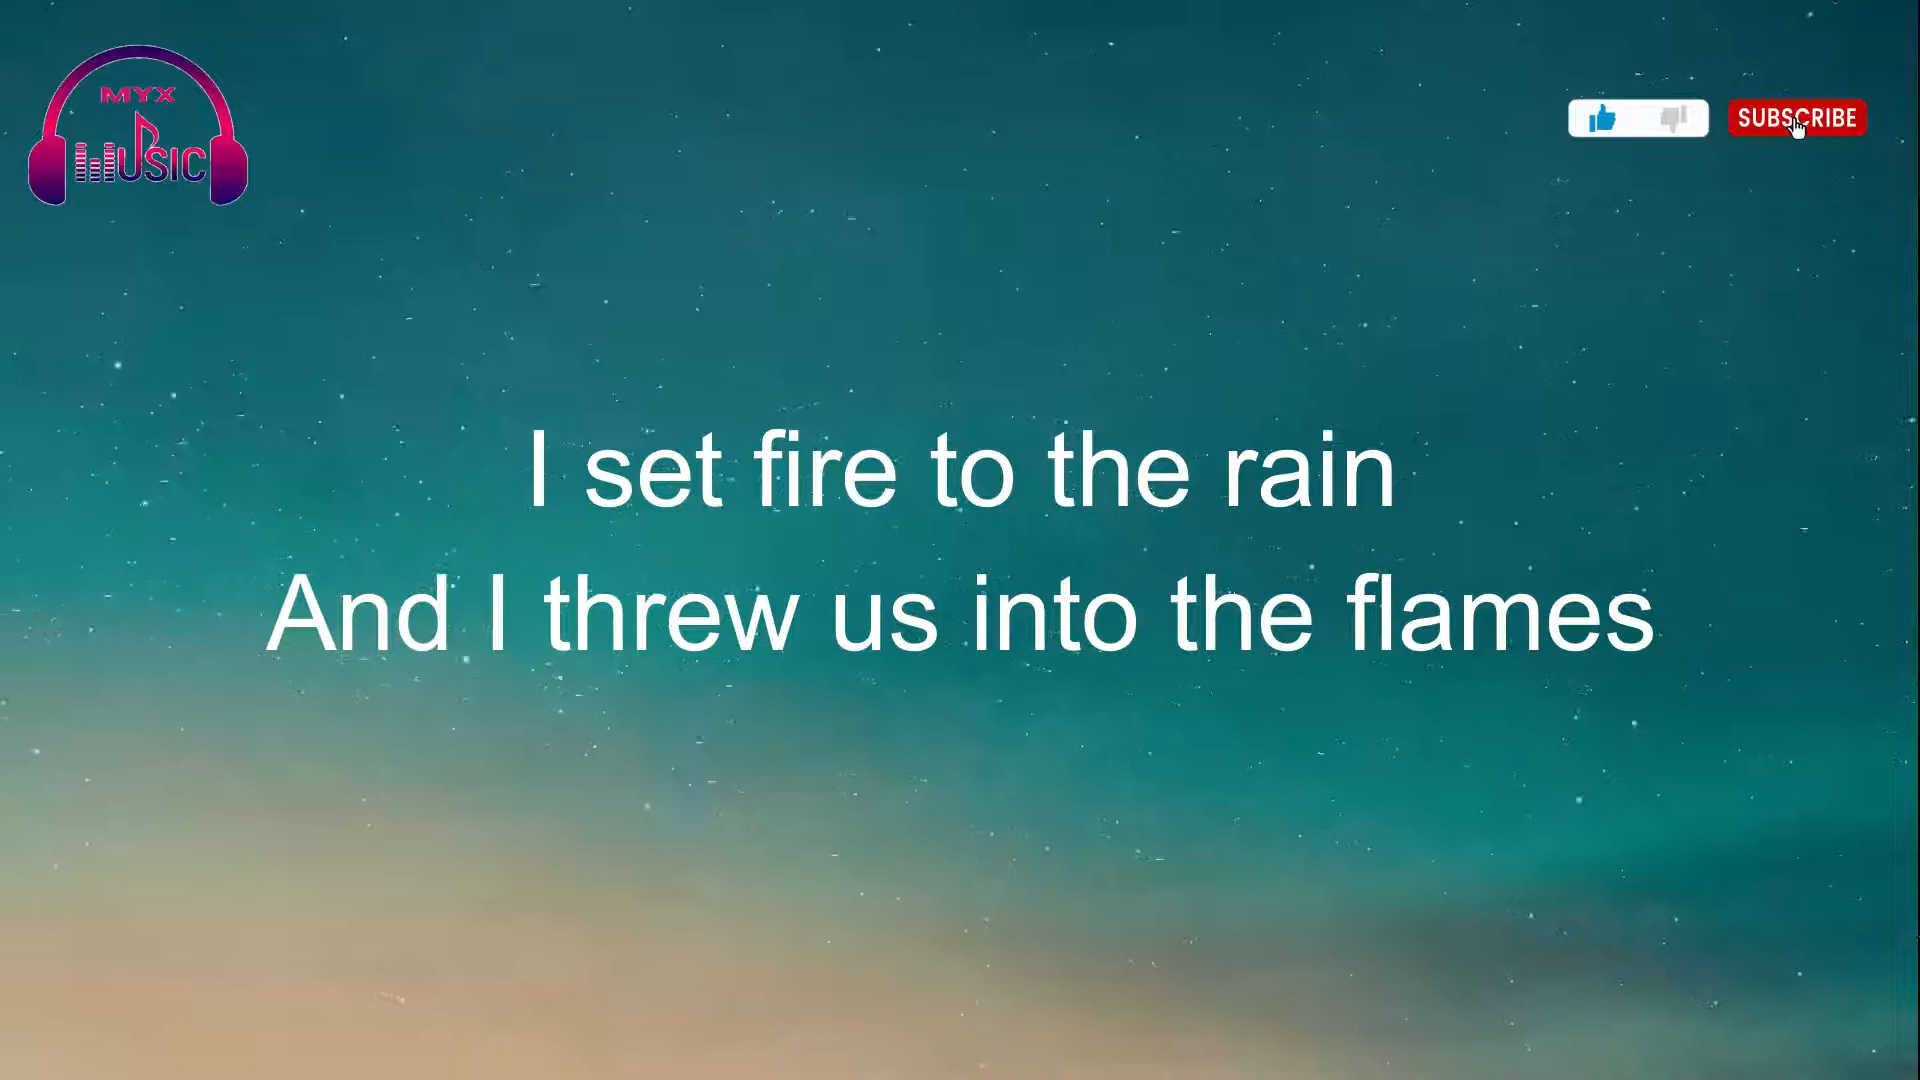 MYX
MUSIC
SUBSCRIBE
I set fire to the rain
And I threw us into the flames